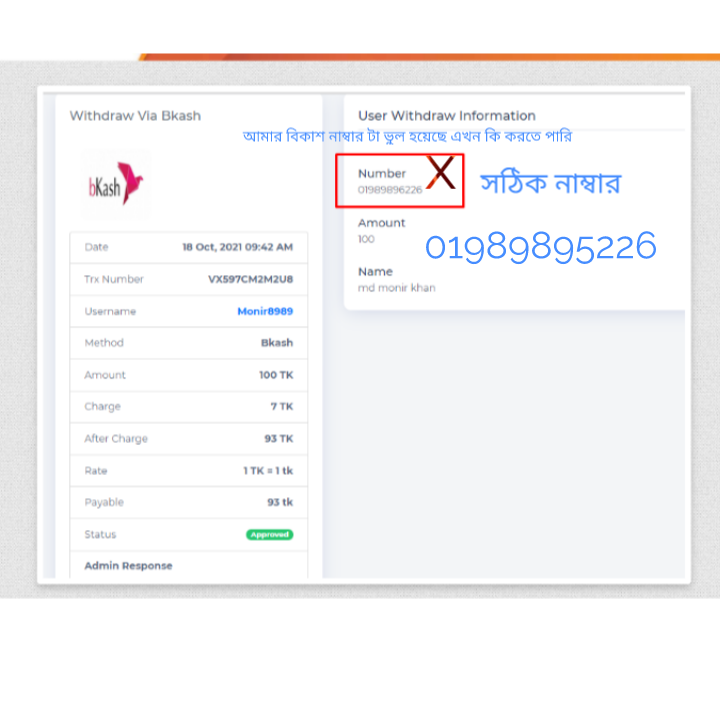 Withdraw Via Bkash
User Withdraw Information
আমার বিকাশ নাম্বার টা ভুল হয়েছে এখন কি করতে পারি
bKash
Number
01989896226
X
সঠিক নাম্বার
Amount
100
01989895226
Name
md monir khan
Date 18 Oct, 2021 09:42 AM
Trx Number VX597CM2M2U8
Username Monir8989
Method Bkash
Amount 100 TK
Charge 7 TK
After Charge 93 TK
Rate 1 TK = 1 tk
Payable 93 tk
Status Approved
Admin Response